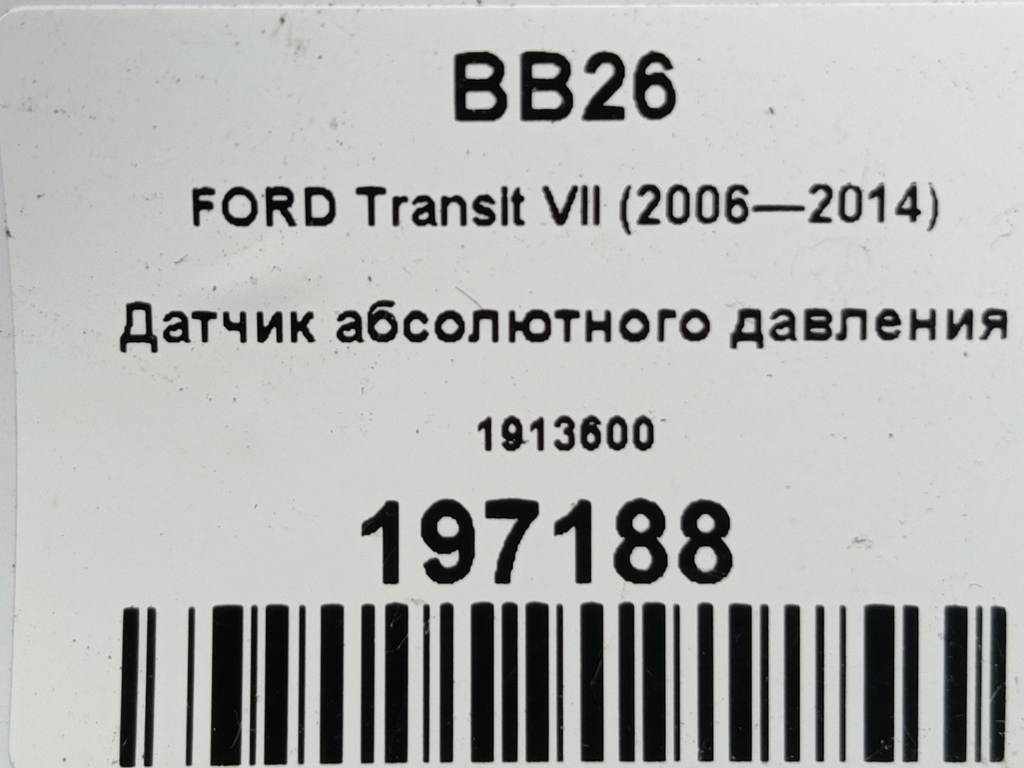 BB26
FORD Transit VII (2006—2014)
Датчик абсолютного давления
1913600
197188